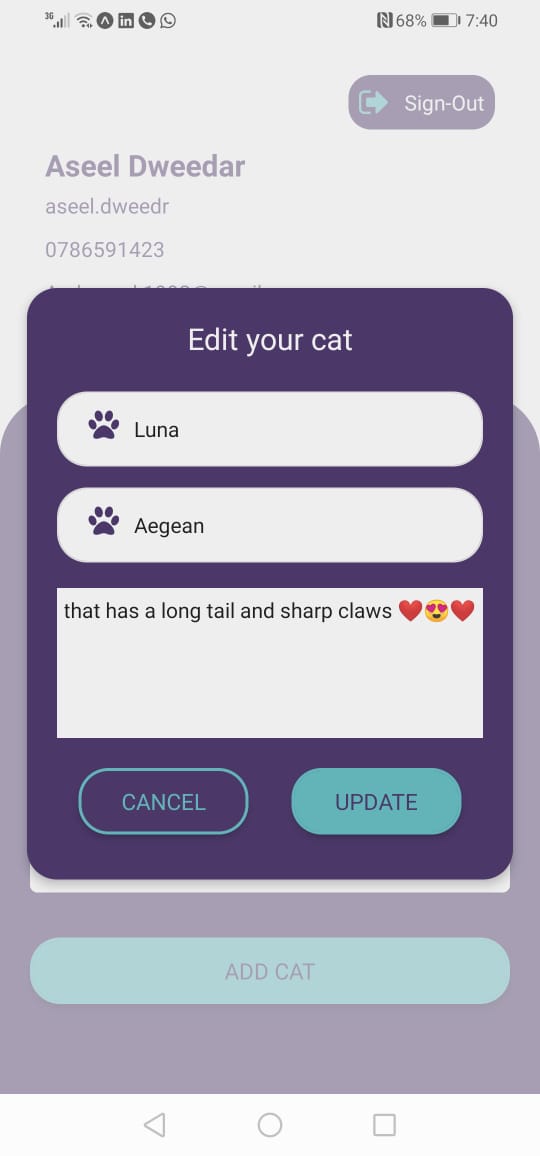 3G
68% 7:40
Sign-Out
Aseel Dweedar
aseel.dweedr
0786591423
Edit your cat
Luna
Aegean
that has a long tail and sharp claws ❤️😍❤️
CANCEL
UPDATE
ADD CAT